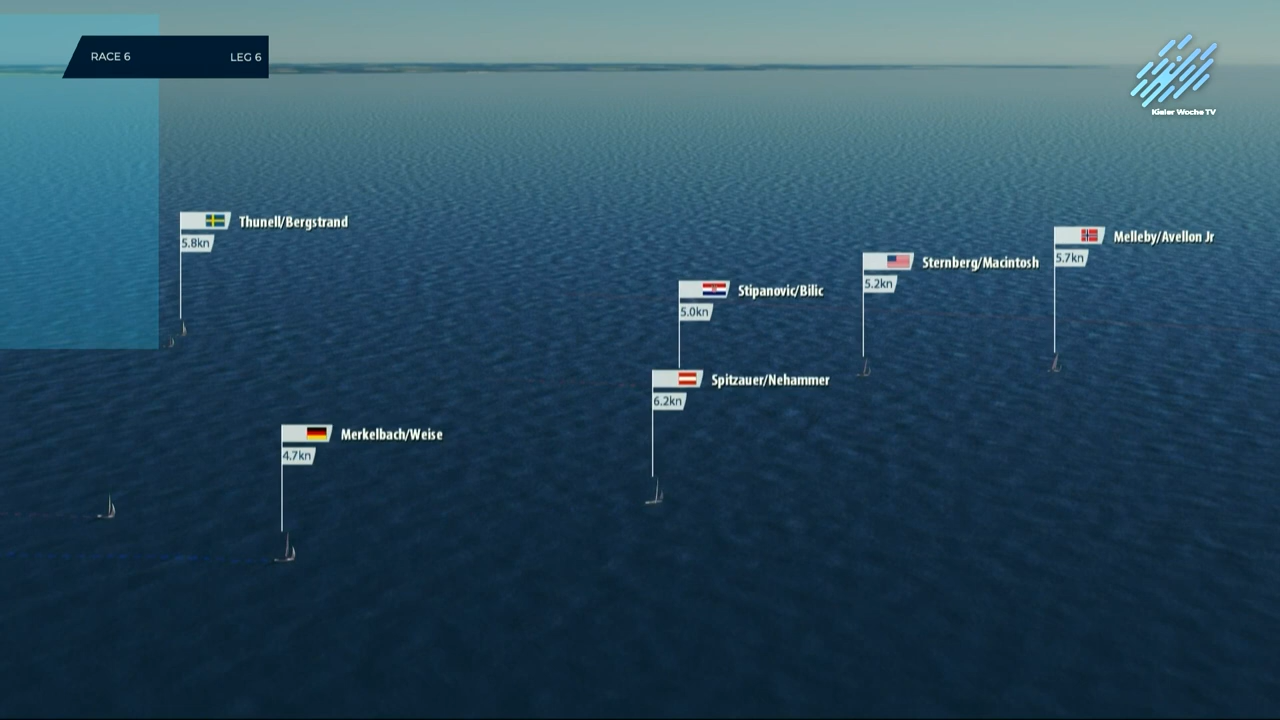 RACE 6 LEG 6
Kieler Woche TV
Thunell/Bergstrand
5.8kn
Melleby/Avellon Jr
5.7kn
Sternberg/Macintosh
5.2kn
Stipanovic/Bilic
5.0kn
Spitzauer/Nehammer
6.2kn
Merkelbach/Weise
4.7kn